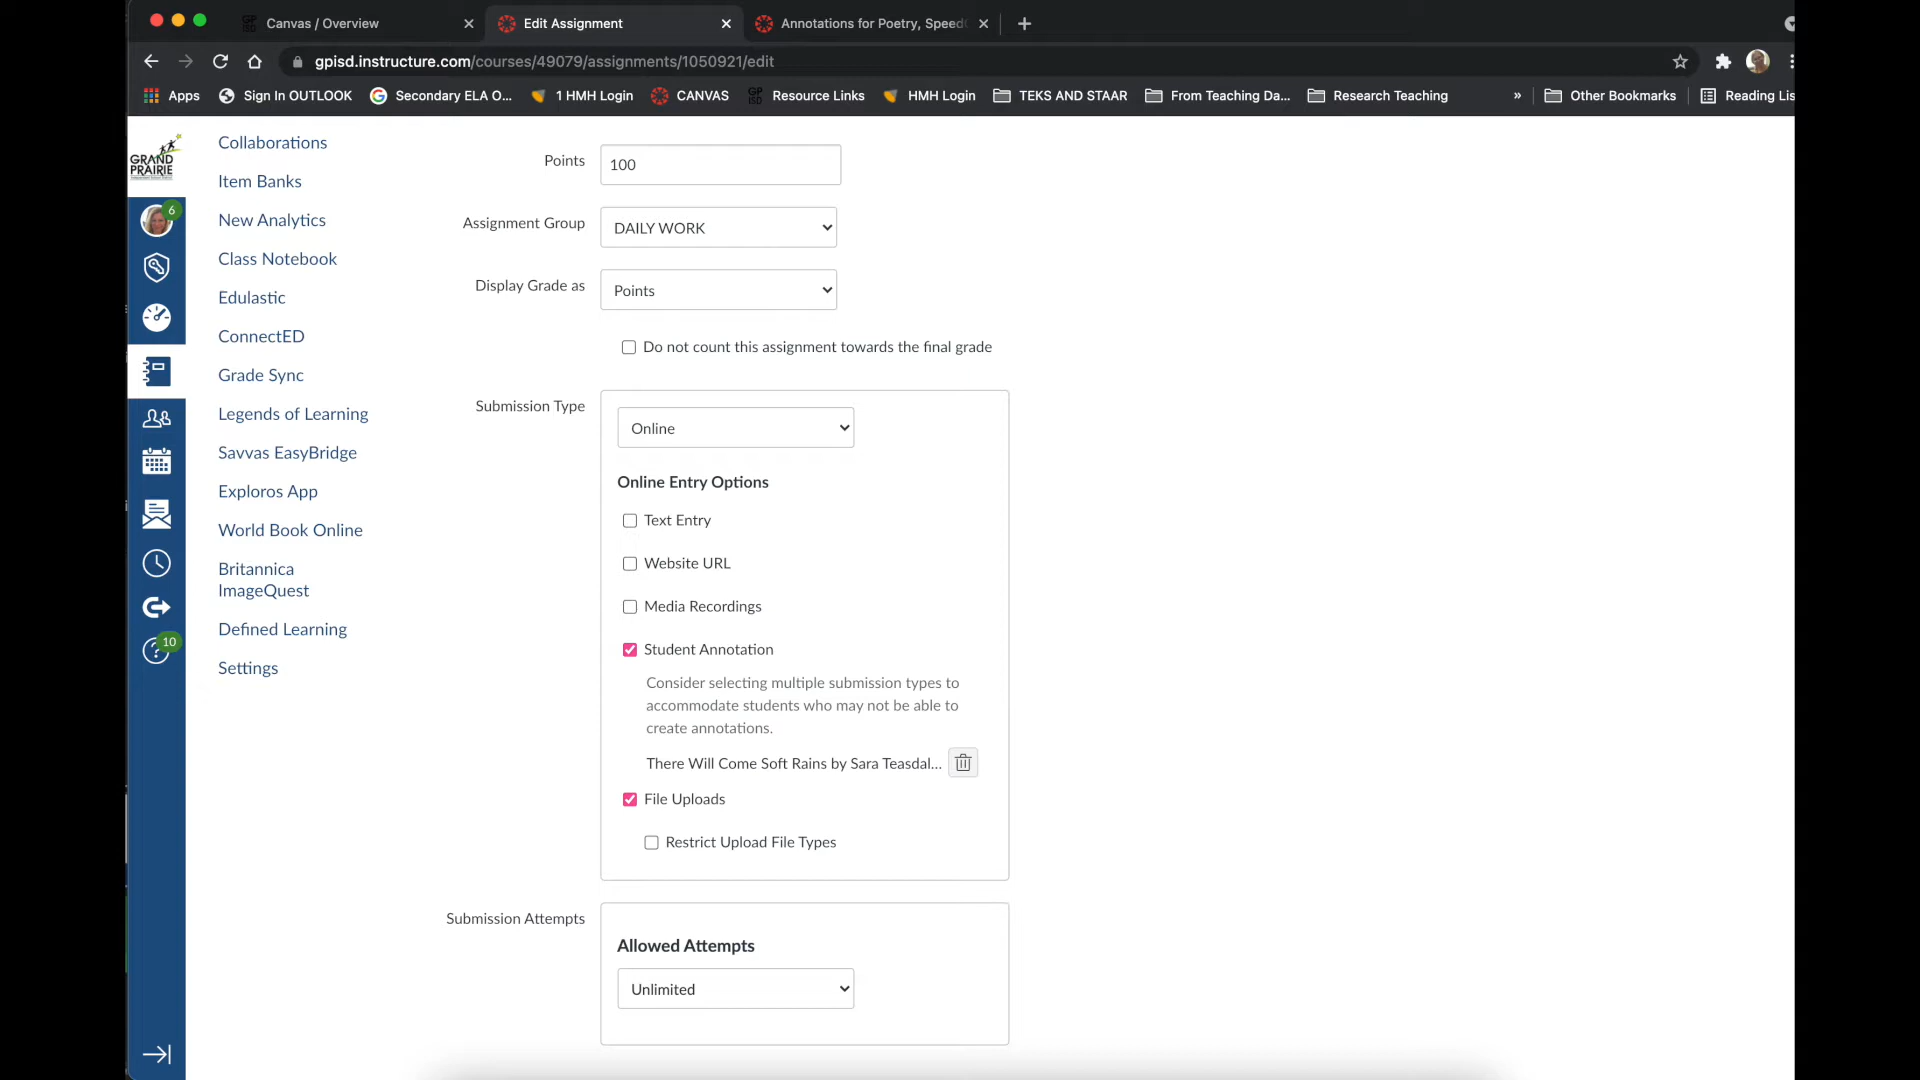 Canvas / Overview
Edit Assignment
Annotations for Poetry, Speed
gpisd.instructure.com/courses/49079/assignments/1050921/edit
Apps
Sign In OUTLOOK
Secondary ELA O...
1 HMH Login
CANVAS
GP
ISD
Resource Links
HMH Login
TEKS AND STAAR
From Teaching Da...
Research Teaching
»
Other Bookmarks
Reading Lis
GRAND
PRAIRIE
6
10
Collaborations
Item Banks
New Analytics
Class Notebook
Edulastic
ConnectED
Grade Sync
Legends of Learning
Savvas EasyBridge
Exploros App
World Book Online
Britannica
ImageQuest
Defined Learning
Settings
Points
100
Assignment Group
DAILY WORK
Display Grade as
Points
Do not count this assignment towards the final grade
Submission Type
Online
Online Entry Options
Text Entry
Website URL
Media Recordings
Student Annotation
Consider selecting multiple submission types to
accommodate students who may not be able to
create annotations.
There Will Come Soft Rains by Sara Teasdal...
File Uploads
Restrict Upload File Types
Submission Attempts
Allowed Attempts
Unlimited